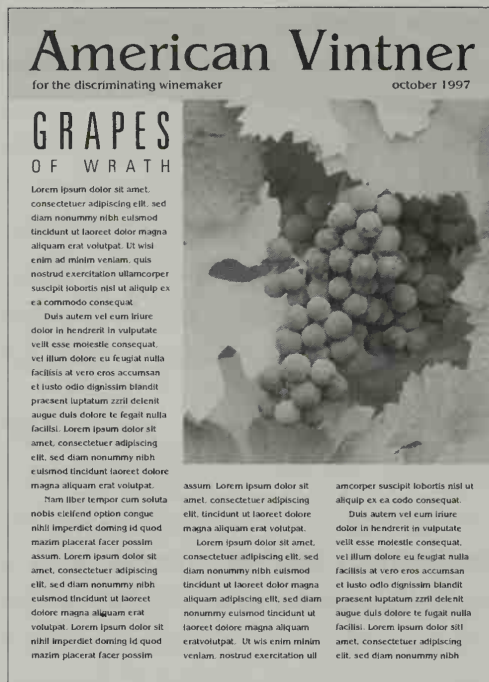 American Vintner
for the discriminating winemaker october 1997
GRAPES
OF WRATH
Lorem ipsum dolor sit amet,
consectetuer adipiscing elit, sed
diam nonummy nibh euismod
tincidunt ut laoreet dolor magna
aliquam erat volutpat. Ut wisi
enim ad minim veniam, quis
nostrud exercitation ullamcorper
suscipit lobortis nisl ut aliquip ex
ea commodo consequat
Duis autem vel eum iriure
dolor in hendrerit in vulputate
velit esse molestie consequat,
vel illum dolore eu feugiat nulla
facilisis at vero eros accumsan
et iusto odio dignissim blandit
praesent luptatum zzril delenit
augue duis dolore te fegait nulla
facilisi. Lorem ipsum dolor sit
amet, consectetuer adipiscing
elit, sed diam nonummy nibh
euismod tincidunt laoreet dolore
magna aliquam erat volutpat.
Nam liber tempor cum soluta
nobis eleifend option congue
nihil imperdiet doming id quod
mazim placerat facer possim
assum. Lorem ipsum dolor sit
amet, consectetuer adipiscing
elit, sed diam nonummy nibh
euismod tincidunt ut laoreet
dolore magna aliquam erat
volutpat. Lorem ipsum dolor sit
nihil imperdiet doming id quod
mazim placerat facer possim
assum. Lorem ipsum dolor sit
amet, consectetuer adipiscing
elit, tincidunt ut laoreet dolore
magna aliquam erat volutpat.
Lorem ipsum dolor sit amet,
consectetuer adipiscing elit, sed
diam nonummy nibh euismod
tincidunt ut laoreet dolore magna
aliquam adipiscing elit, sed diam
nonummy euismod tincidunt ut
laoreet dolore magna aliquam
eratvolutpat. Ut wis enim minim
veniam, nostrud exercitation ull
amcorper suscipit lobortis nisl ut
aliquip ex ea codo consequat.
Duis autem vel eum iriure
dolor in hendrerit in vulputate
velit esse molestie consequat,
vel illum dolore eu feugiat nulla
facilisis at vero eros accumsan
et iusto odio dignissim blandit
praesent luptatum zzril delenit
augue duis dolore te fugait nulla
facilisi. Lorem ipsum dolor sitl
amet, consectetuer adipiscing
elit, sed diam nonummy nibh